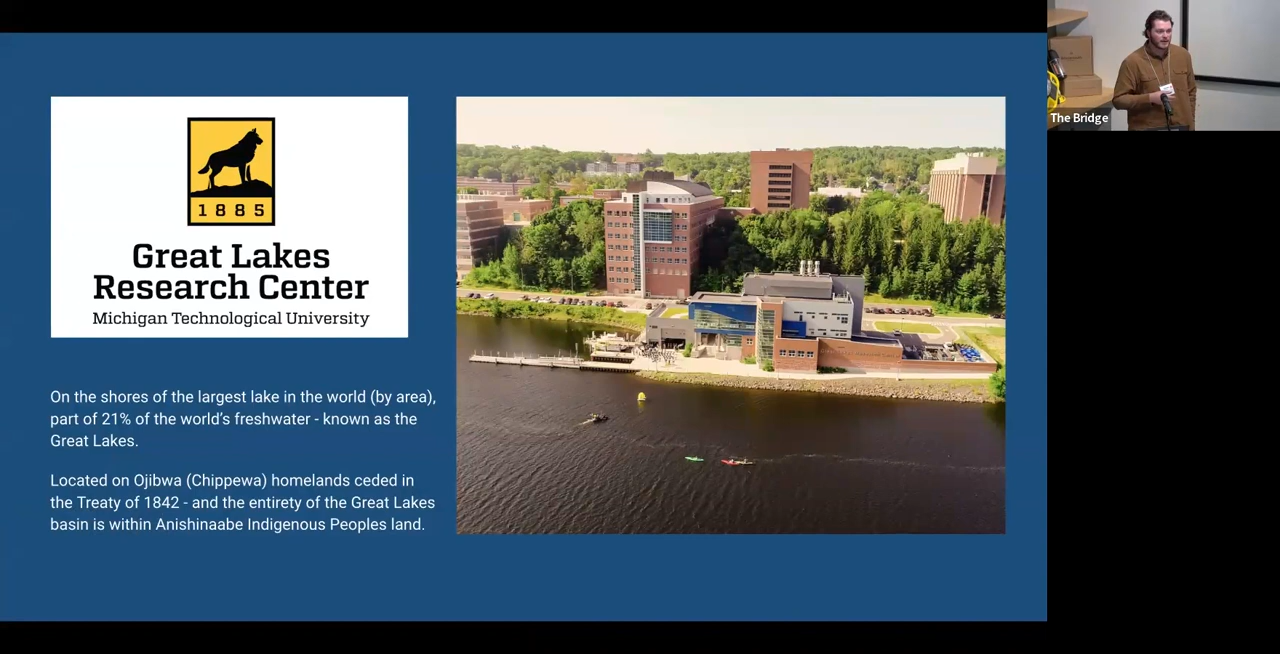 1885
Great Lakes
Research Center
Michigan Technological University
On the shores of the largest lake in the world (by area),
part of 21% of the world’s freshwater - known as the
Great Lakes.
Located on Ojibwa (Chippewa) homelands ceded in
the Treaty of 1842 - and the entirety of the Great Lakes
basin is within Anishinaabe Indigenous Peoples land.
The Bridge